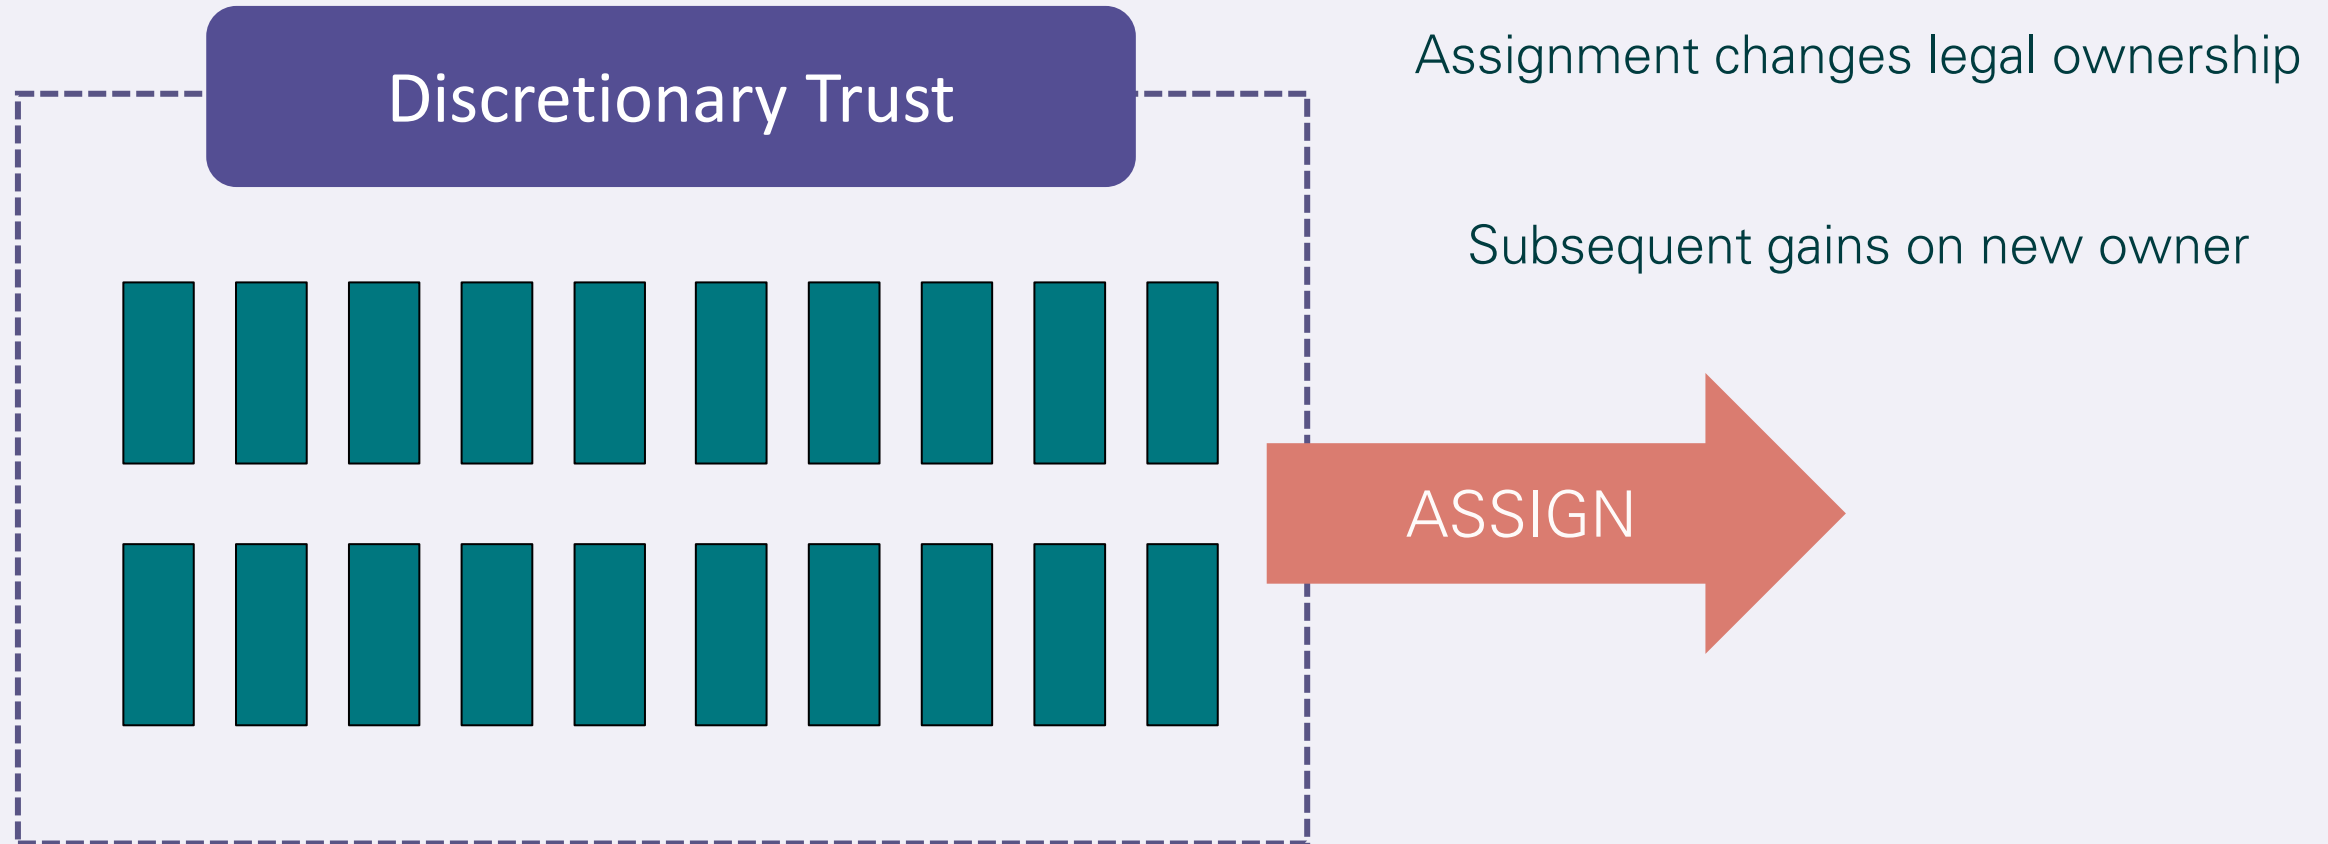 Discretionary Trust
Assignment changes legal ownership
Subsequent gains on new owner
ASSIGN